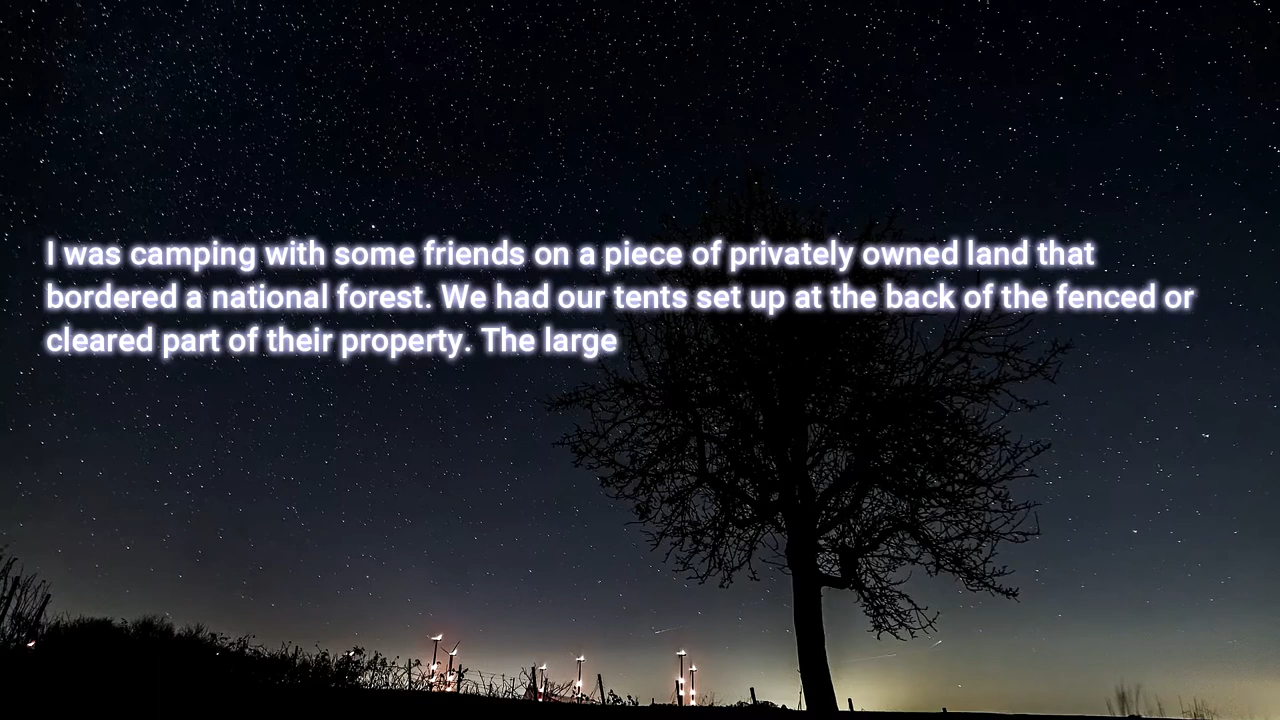 I was camping with some friends on a piece of privately owned land that
bordered a national forest. We had our tents set up at the back of the fenced or
cleared part of their property. The large